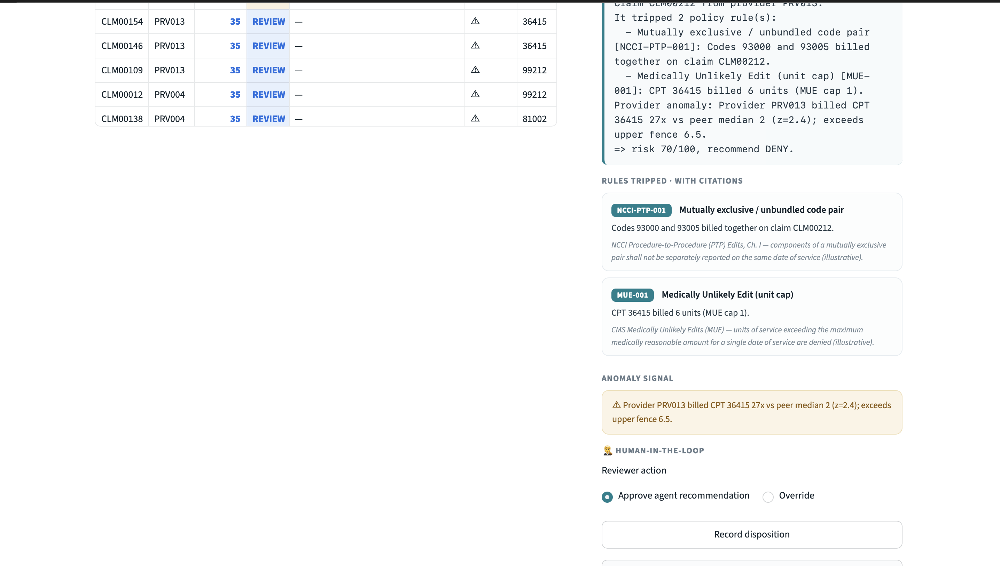 CLM00154 PRV013 35 REVIEW — ⚠ 36415
CLM00146 PRV013 35 REVIEW — ⚠ 36415
CLM00109 PRV013 35 REVIEW — ⚠ 99212
CLM00012 PRV004 35 REVIEW — ⚠ 99212
CLM00138 PRV004 35 REVIEW — ⚠ 81002
Claim CLM00212 from provider PRV013.
It tripped 2 policy rule(s):
– Mutually exclusive / unbundled code pair
[NCCI–PTP–001]: Codes 93000 and 93005 billed
together on claim CLM00212.
– Medically Unlikely Edit (unit cap) [MUE–
001]: CPT 36415 billed 6 units (MUE cap 1).
Provider anomaly: Provider PRV013 billed CPT
36415 27x vs peer median 2 (z=2.4); exceeds
upper fence 6.5.
=> risk 70/100, recommend DENY.
RULES TRIPPED · WITH CITATIONS
NCCI-PTP-001 Mutually exclusive / unbundled code pair
Codes 93000 and 93005 billed together on claim CLM00212.
NCCI Procedure-to-Procedure (PTP) Edits, Ch. I — components of a mutually exclusive
pair shall not be separately reported on the same date of service (illustrative).
MUE-001 Medically Unlikely Edit (unit cap)
CPT 36415 billed 6 units (MUE cap 1).
CMS Medically Unlikely Edits (MUE) — units of service exceeding the maximum
medically reasonable amount for a single date of service are denied (illustrative).
ANOMALY SIGNAL
⚠ Provider PRV013 billed CPT 36415 27x vs peer median 2 (z=2.4); exceeds
upper fence 6.5.
HUMAN-IN-THE-LOOP
Reviewer action
Approve agent recommendation Override
Record disposition